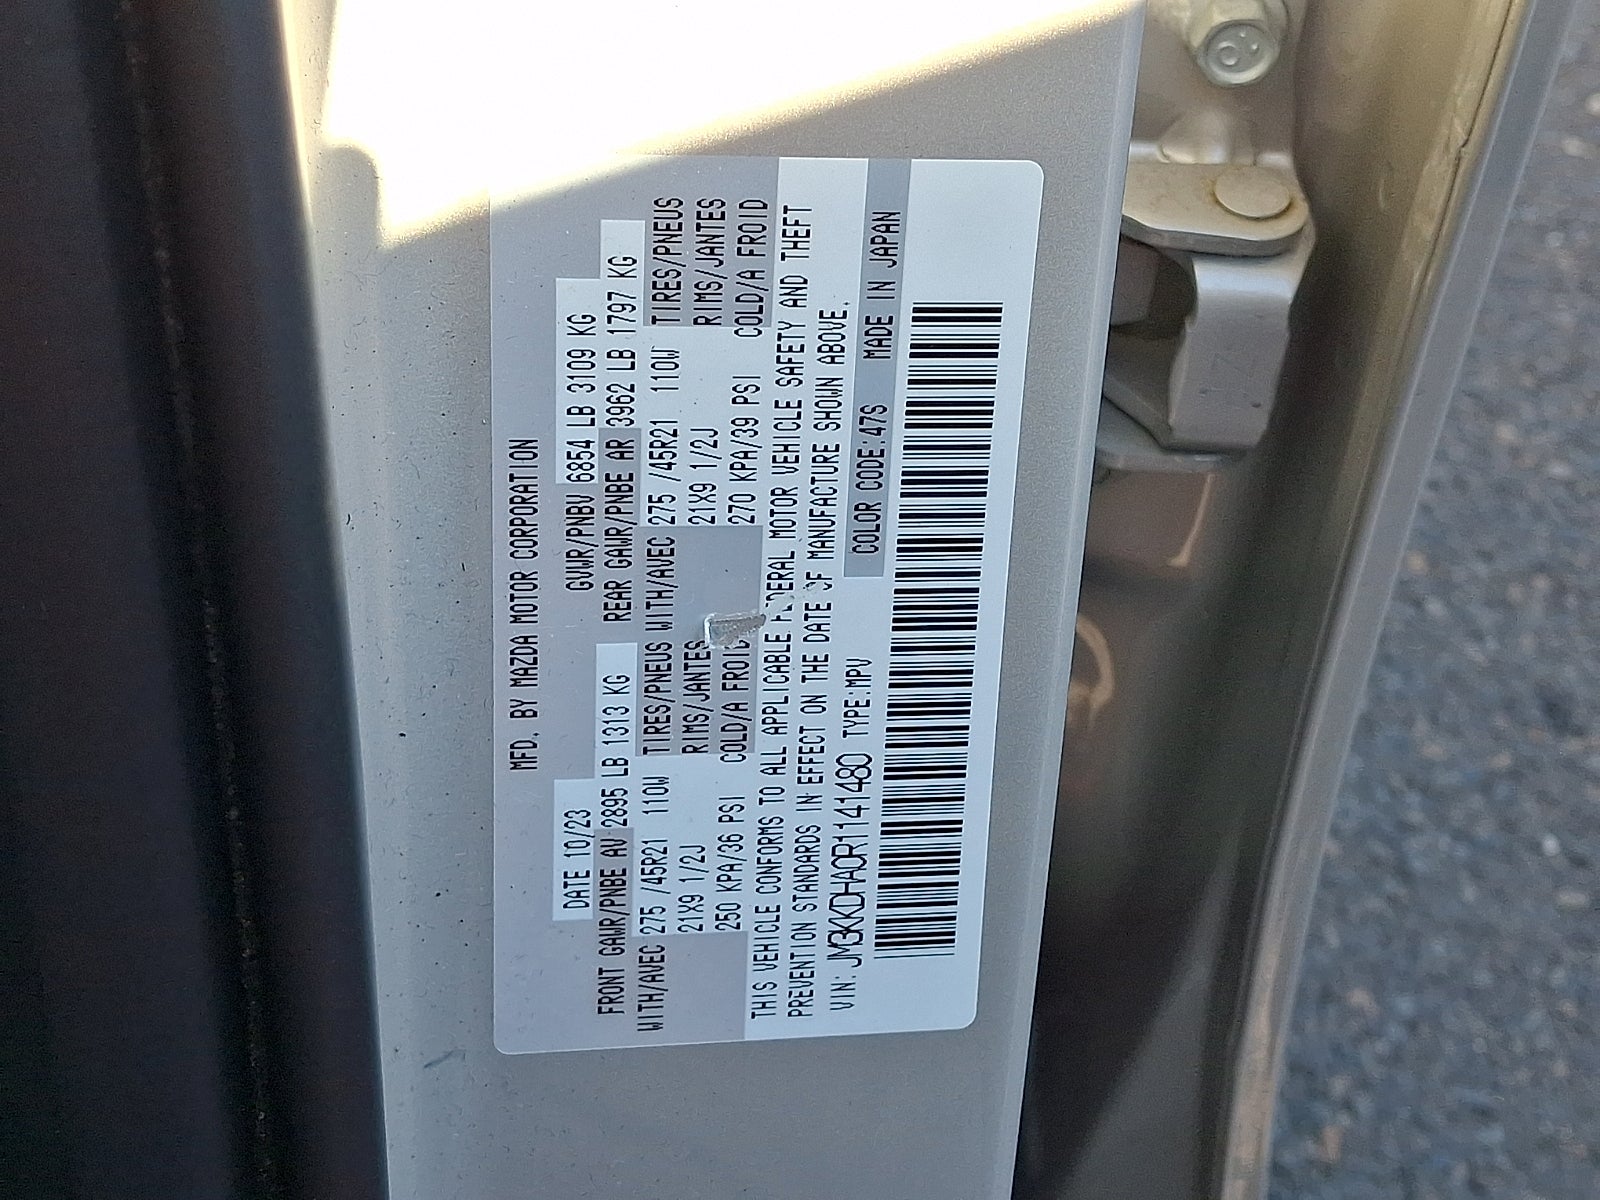 MFD. BY MAZDA MOTOR CORPORATION
DATE 10/23 GVWR/PNBV 6854 LB 3109 KG
FRONT GAWR/PNBE AV 2895 LB 1313 KG REAR GAWR/PNBE AR 3962 LB 1797 KG
WITH/AVEC 275 /45R21 110W TIRES/PNEUS WITH/AVEC 275 /45R21 110W TIRES/PNEUS
21X9 1/2J RIMS/JANTES 21X9 1/2J RIMS/JANTES
250 KPA/36 PSI COLD/A FROID 270 KPA/39 PSI COLD/A FROID
THIS VEHICLE CONFORMS TO ALL APPLICABLE FEDERAL MOTOR VEHICLE SAFETY AND THEFT
PREVENTION STANDARDS IN EFFECT ON THE DATE OF MANUFACTURE SHOWN ABOVE.
VIN: JM3KKDHA0R1141480 TYPE:MPV COLOR CODE:47S MADE IN JAPAN